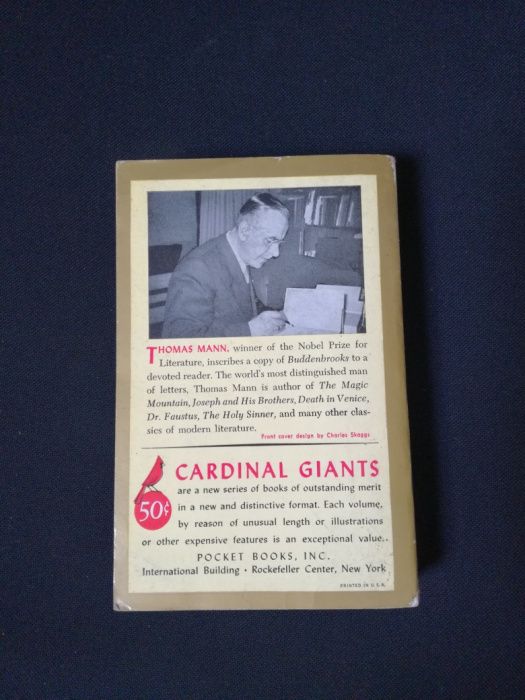 THOMAS MANN, winner of the Nobel Prize for
Literature, inscribes a copy of Buddenbrooks to a
devoted reader. The world's most distinguished man
of letters, Thomas Mann is author of The Magic
Mountain, Joseph and His Brothers, Death in Venice,
Dr. Faustus, The Holy Sinner, and many other clas-
sics of modern literature.
Front cover design by Charles Skaggs
CARDINAL GIANTS
50¢
are a new series of books of outstanding merit
in a new and distinctive format. Each volume,
by reason of unusual length or illustrations
or other expensive features is an exceptional value..
POCKET BOOKS, INC.
International Building • Rockefeller Center, New York
PRINTED IN U.S.A.